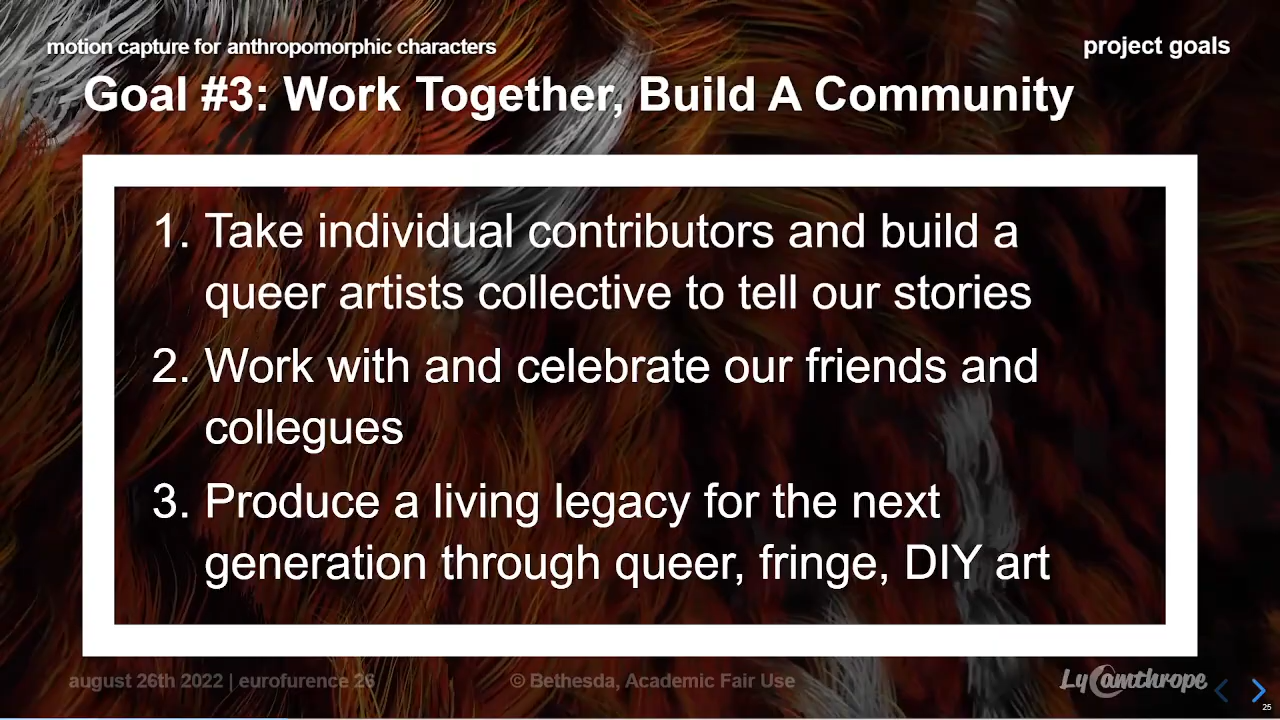 motion capture for anthropomorphic characters
project goals
Goal #3: Work Together, Build A Community
1. Take individual contributors and build a
queer artists collective to tell our stories
2. Work with and celebrate our friends and
collegues
3. Produce a living legacy for the next
generation through queer, fringe, DIY art
august 26th 2022 | eurofurence 26
© Bethesda, Academic Fair Use
Lycamthrope
25